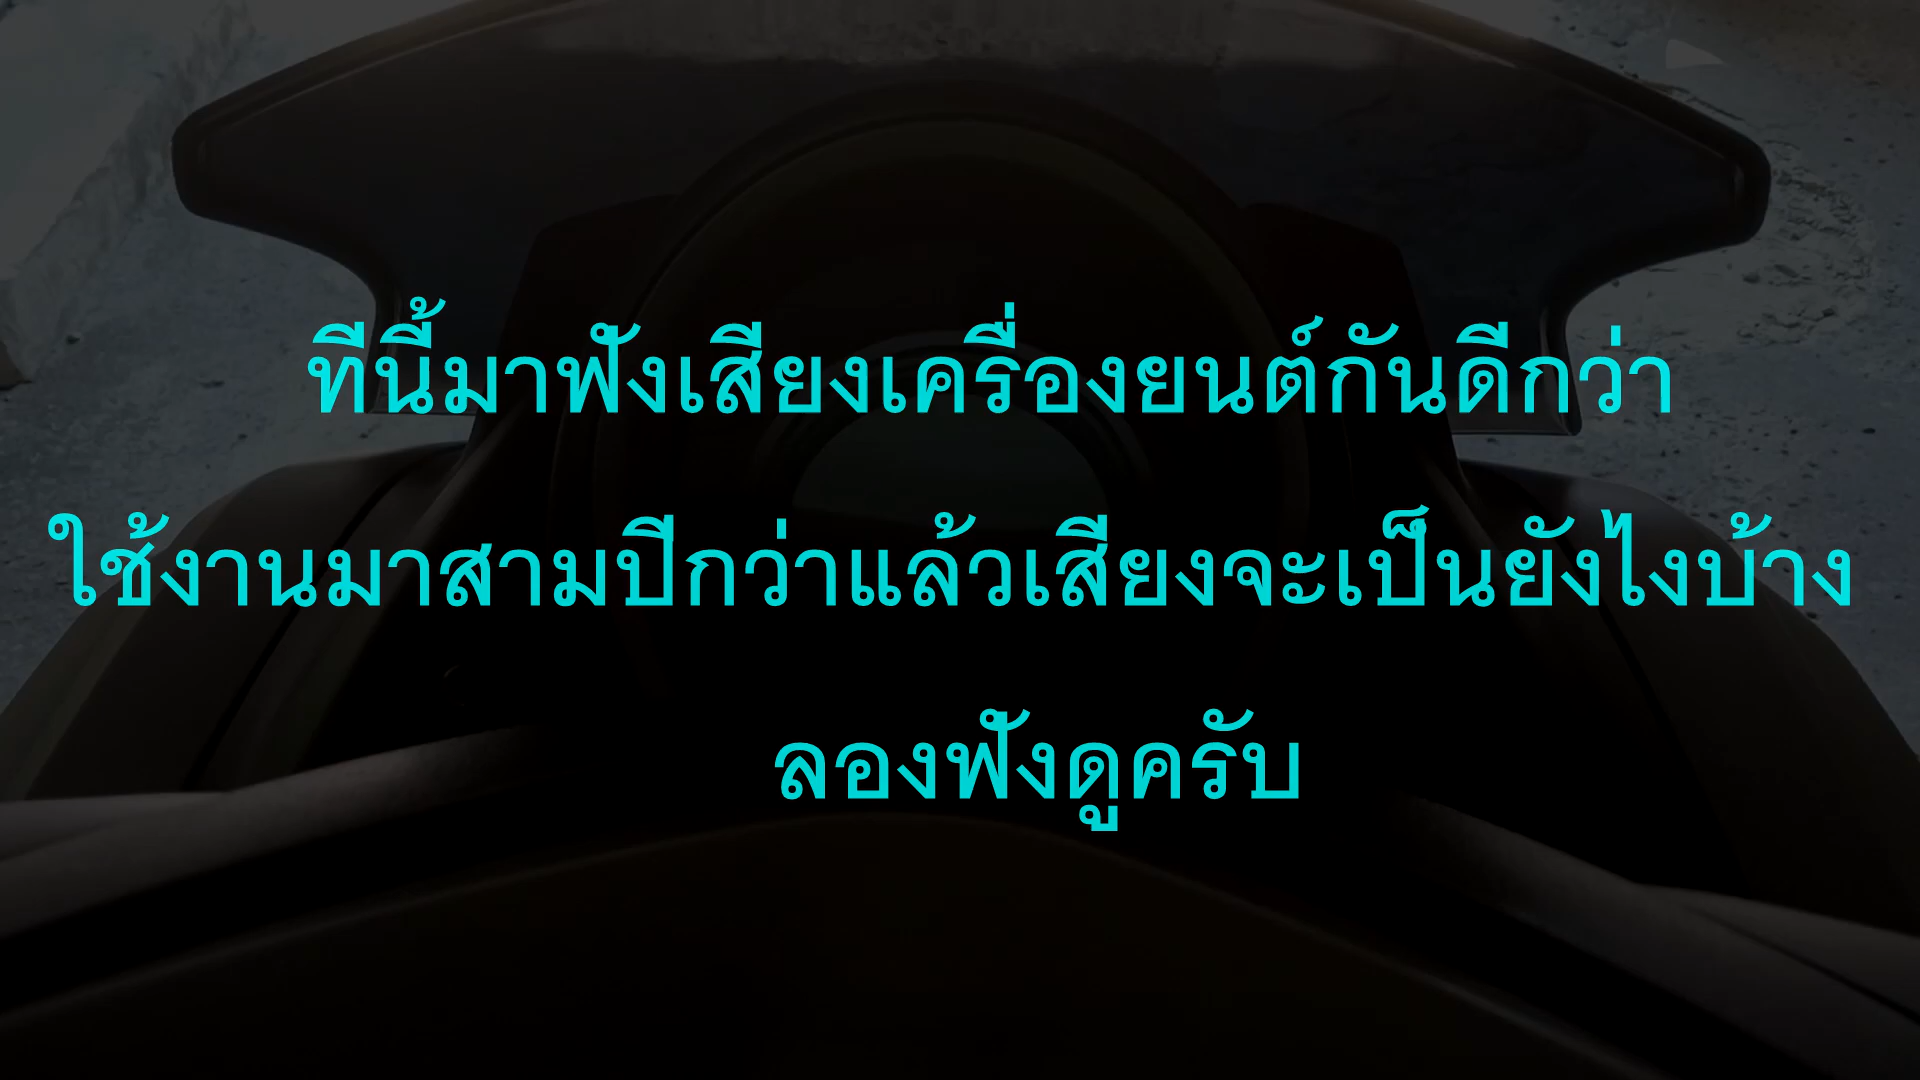 ทีนี้มาฟังเสียงเครื่องยนต์กันดีกว่า
ใช้งานมาสามปีกว่าแล้วเสียงจะเป็นยังไงบ้าง
ลองฟังดูครับ